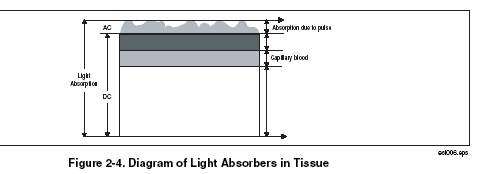 AC
Absorption due to pulse
Capillary blood
Light
Absorption
DC
esl006.eps
Figure 2-4. Diagram of Light Absorbers in Tissue